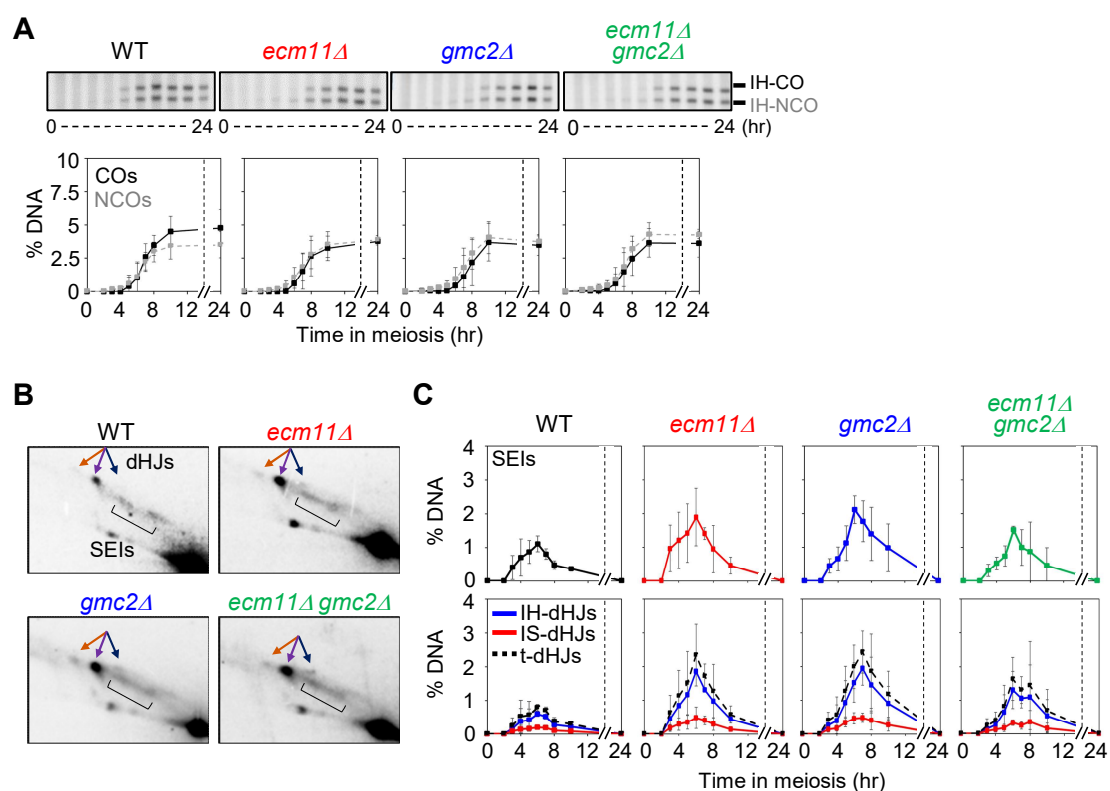 A
WT
ecm11Δ
gmc2Δ
ecm11Δ
gmc2Δ
IH-CO
IH-NCO
0 24 0 24 0 24 0 24 (hr)
10
7.5
5
2.5
0
% DNA
COs
NCOs
0 4 8 12 24 0 4 8 12 24 0 4 8 12 24 0 4 8 12 24
Time in meiosis (hr)
B
WT
ecm11Δ
dHJs
SEIs
gmc2Δ
ecm11Δ gmc2Δ
C
WT
ecm11Δ
gmc2Δ
ecm11Δ
gmc2Δ
SEIs
4
3
2
1
0
% DNA
IH-dHJs
IS-dHJs
t-dHJs
4
3
2
1
0
% DNA
0 4 8 12 24 4 8 12 24 0 4 8 12 24 0 4 8 12 24
Time in meiosis (hr)